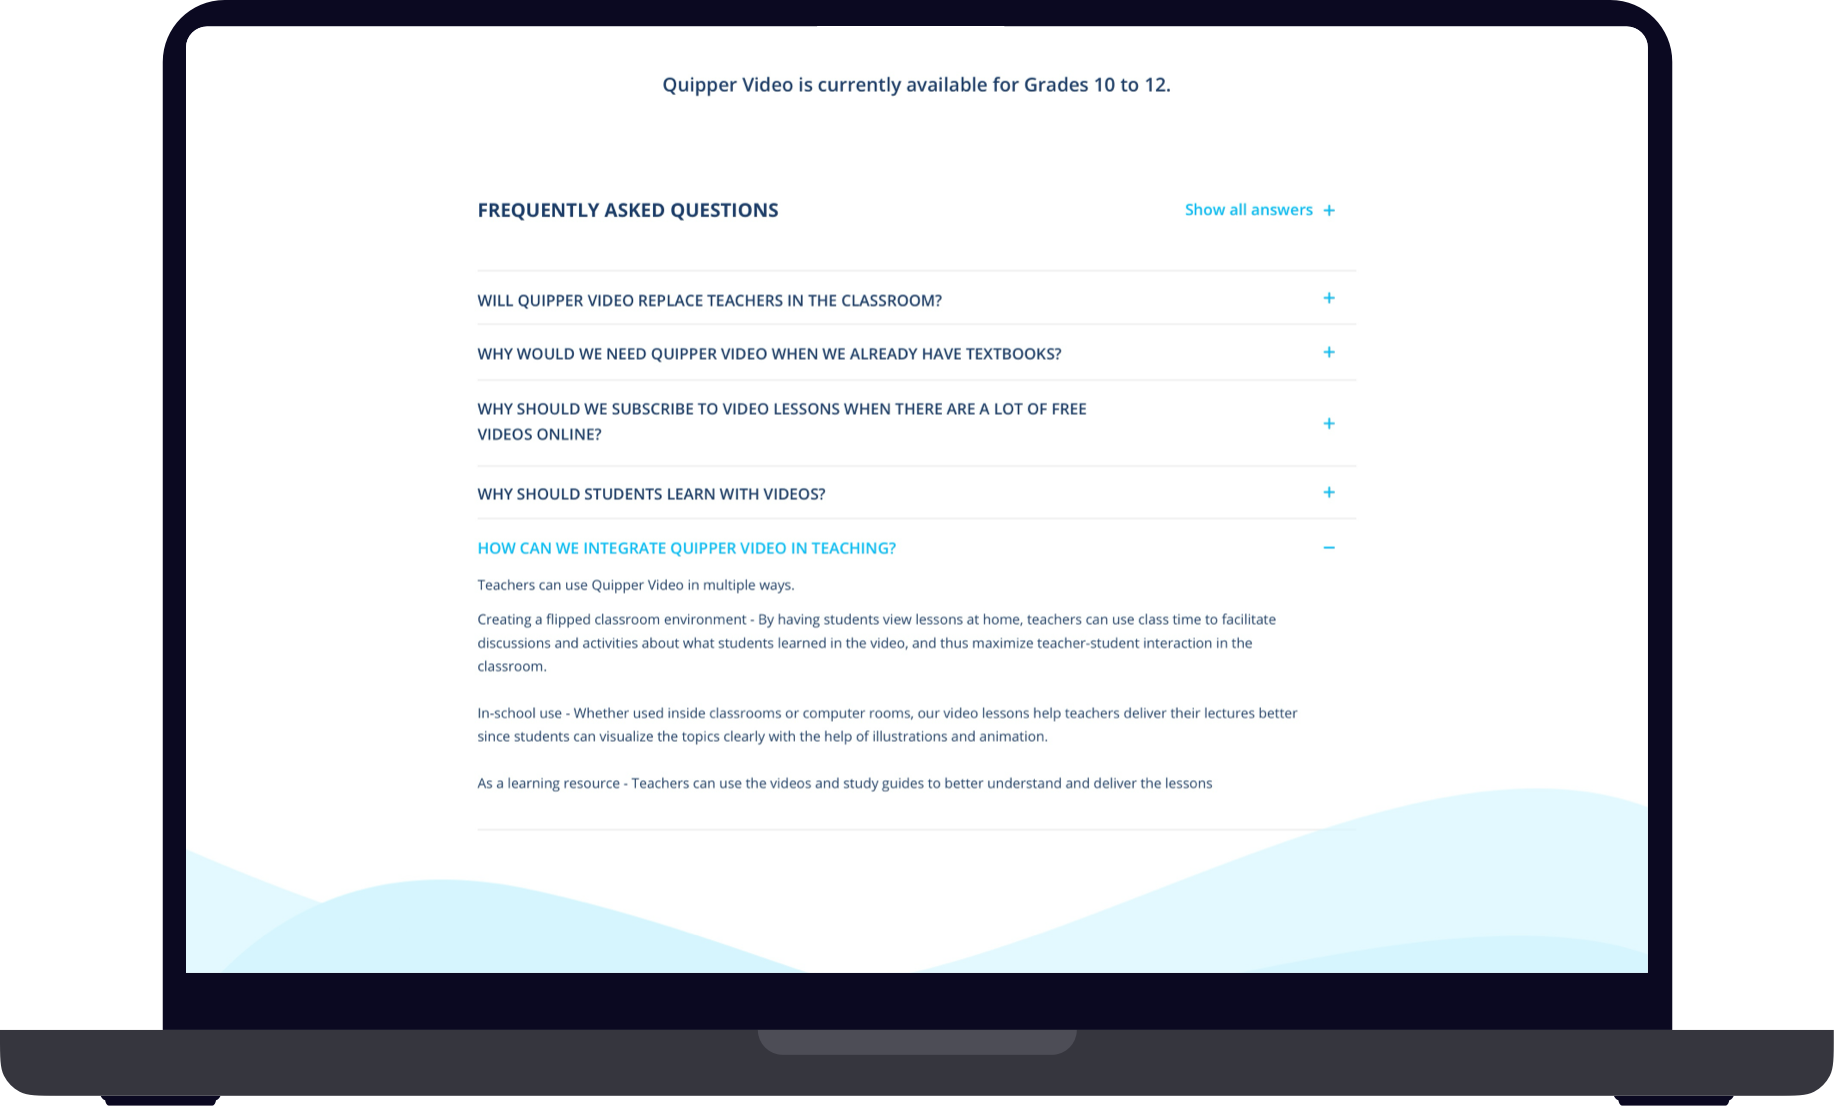 Quipper Video is currently available for Grades 10 to 12.
FREQUENTLY ASKED QUESTIONS
Show all answers +
WILL QUIPPER VIDEO REPLACE TEACHERS IN THE CLASSROOM? +
WHY WOULD WE NEED QUIPPER VIDEO WHEN WE ALREADY HAVE TEXTBOOKS? +
WHY SHOULD WE SUBSCRIBE TO VIDEO LESSONS WHEN THERE ARE A LOT OF FREE
VIDEOS ONLINE? +
WHY SHOULD STUDENTS LEARN WITH VIDEOS? +
HOW CAN WE INTEGRATE QUIPPER VIDEO IN TEACHING? −
Teachers can use Quipper Video in multiple ways.
Creating a flipped classroom environment - By having students view lessons at home, teachers can use class time to facilitate
discussions and activities about what students learned in the video, and thus maximize teacher-student interaction in the
classroom.
In-school use - Whether used inside classrooms or computer rooms, our video lessons help teachers deliver their lectures better
since students can visualize the topics clearly with the help of illustrations and animation.
As a learning resource - Teachers can use the videos and study guides to better understand and deliver the lessons